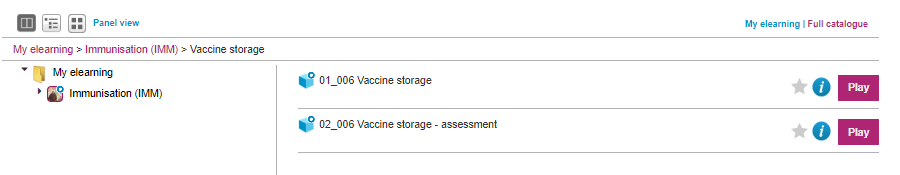 Panel view
My elearning | Full catalogue
My elearning > Immunisation (IMM) > Vaccine storage
My elearning
Immunisation (IMM)
01_006 Vaccine storage
i
Play
02_006 Vaccine storage - assessment
i
Play